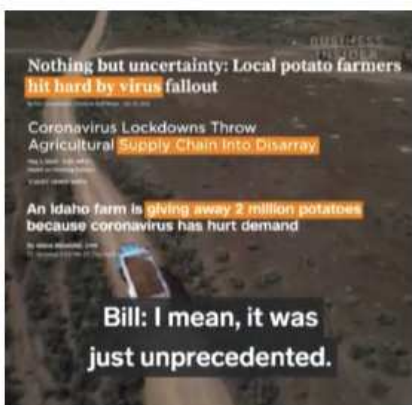 BUSINESS
INSIDER
Nothing but uncertainty: Local potato farmers
hit hard by virus fallout
Coronavirus Lockdowns Throw
Agricultural Supply Chain Into Disarray
An Idaho farm is giving away 2 million potatoes
because coronavirus has hurt demand
Bill: I mean, it was
just unprecedented.